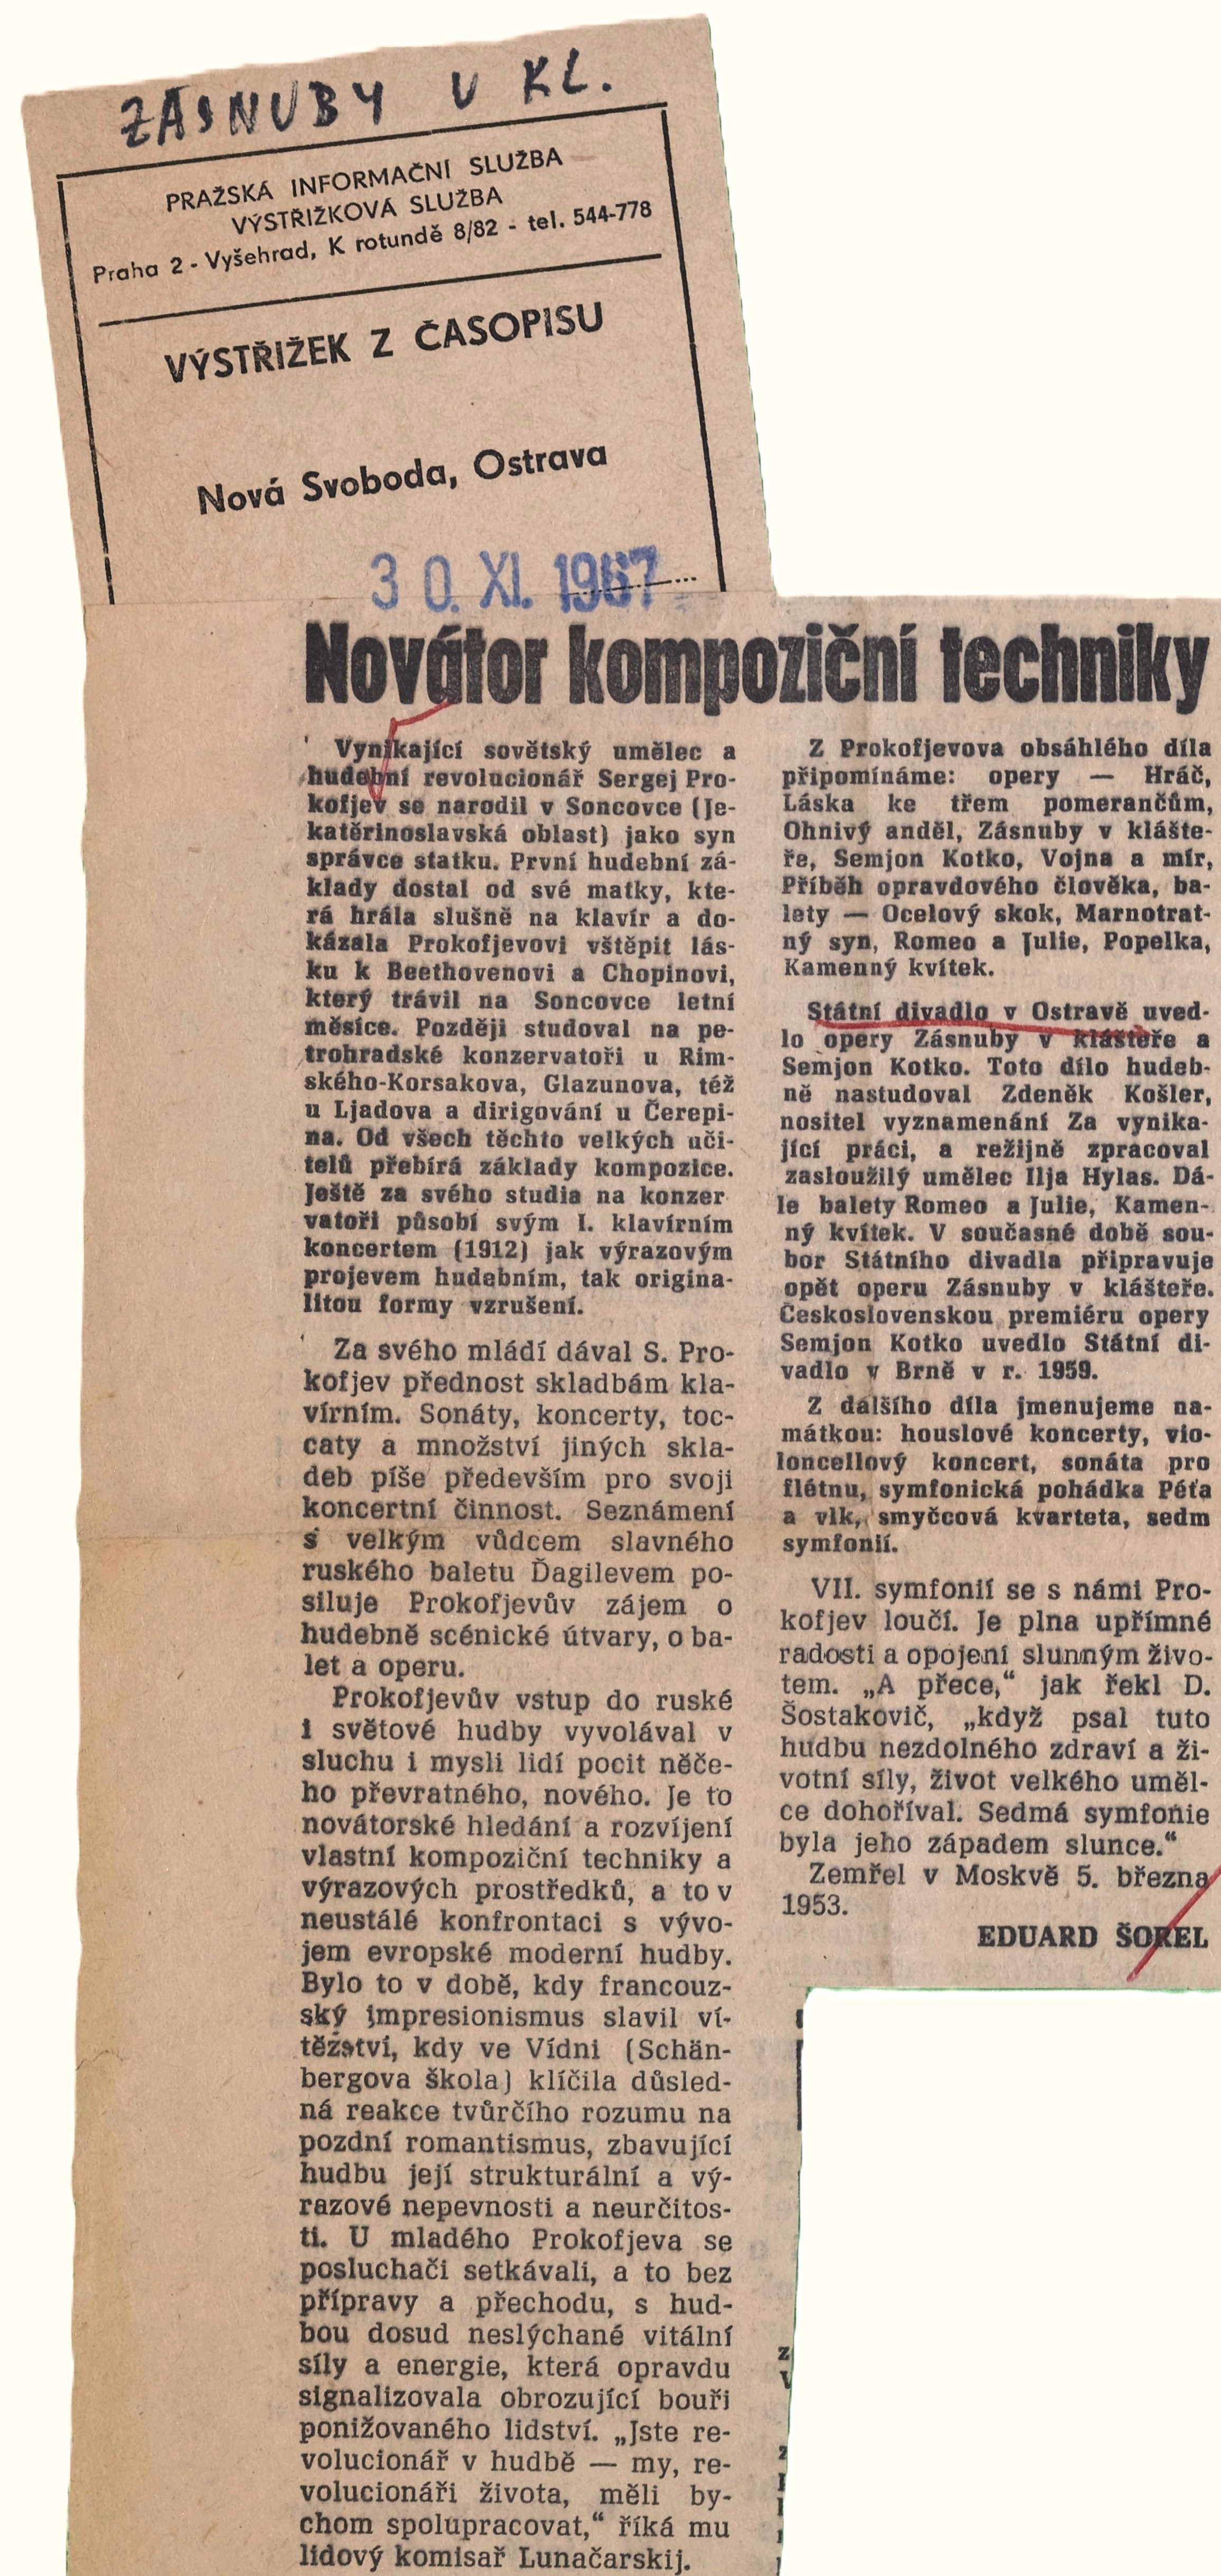 ZÁSNUBY V KL.
PRAŽSKÁ INFORMAČNÍ SLUŽBA
VÝSTŘIŽKOVÁ SLUŽBA
Praha 2 - Vyšehrad, K rotundě 8/82 - tel. 544-778
VÝSTŘIŽEK Z ČASOPISU
Nová Svoboda, Ostrava
30. XI. 1967
Novátor kompoziční techniky
Vynikající sovětský umělec a
hudební revolucionář Sergej Pro-
kofjev se narodil v Soncovce (Je-
katěrinoslavská oblast) jako syn
správce statku. První hudební zá-
klady dostal od své matky, kte-
rá hrála slušně na klavír a do-
kázala Prokofjevovi vštěpit lás-
ku k Beethovenovi a Chopinovi,
který trávil na Soncovce letní
měsíce. Později studoval na pe-
trohradské konzervatoři u Rim-
ského-Korsakova, Glazunova, též
u Ljadova a dirigování u Čerepi-
na. Od všech těchto velkých uči-
telů přebírá základy kompozice.
Ještě za svého studia na konzer
vatoři působí svým I. klavírním
koncertem (1912) jak výrazovým
projevem hudebním, tak origina-
litou formy vzrušení.
Za svého mládí dával S. Pro-
kofjev přednost skladbám kla-
vírním. Sonáty, koncerty, toc-
caty a množství jiných skla-
deb píše především pro svoji
koncertní činnost. Seznámení
s velkým vůdcem slavného
ruského baletu Ďagilevem po-
siluje Prokofjevův zájem o
hudebně scénické útvary, o ba-
let a operu.
Prokofjevův vstup do ruské
i světové hudby vyvolával v
sluchu i mysli lidí pocit něče-
ho převratného, nového. Je to
novátorské hledání a rozvíjení
vlastní kompoziční techniky a
výrazových prostředků, a to v
neustálé konfrontaci s vývo-
jem evropské moderní hudby.
Bylo to v době, kdy francouz-
ský impresionismus slavil ví-
tězství, kdy ve Vídni (Schän-
bergova škola) klíčila důsled-
ná reakce tvůrčího rozumu na
pozdní romantismus, zbavující
hudbu její strukturální a vý-
razové nepevnosti a neurčitos-
ti. U mladého Prokofjeva se
posluchači setkávali, a to bez
přípravy a přechodu, s hud-
bou dosud neslýchané vitální
síly a energie, která opravdu
signalizovala obrozující bouři
ponižovaného lidství. „Jste re-
volucionář v hudbě — my, re-
volucionáři života, měli by-
chom spolupracovat,“ říká mu
lidový komisař Lunačarskij.
Z Prokofjevova obsáhlého díla
připomínáme: opery — Hráč,
Láska ke třem pomerančům,
Ohnivý anděl, Zásnuby v klášte-
ře, Semjon Kotko, Vojna a mír,
Příběh opravdového člověka, ba-
lety — Ocelový skok, Marnotrat-
ný syn, Romeo a Julie, Popelka,
Kamenný kvítek.
Státní divadlo v Ostravě uved-
lo opery Zásnuby v klášteře a
Semjon Kotko. Toto dílo hudeb-
ně nastudoval Zdeněk Košler,
nositel vyznamenání Za vynika-
jící práci, a režijně zpracoval
zasloužilý umělec Ilja Hylas. Dá-
le balety Romeo a Julie, Kamen-
ný kvítek. V současné době sou-
bor Státního divadla připravuje
opět operu Zásnuby v klášteře.
Československou premiéru opery
Semjon Kotko uvedlo Státní di-
vadlo v Brně v r. 1959.
Z dalšího díla jmenujeme na-
mátkou: houslové koncerty, vio-
loncellový koncert, sonáta pro
flétnu, symfonická pohádka Péťa
a vlk, smyčcová kvarteta, sedm
symfonií.
VII. symfonií se s námi Pro-
kofjev loučí. Je plna upřímné
radosti a opojení slunným živo-
tem. „A přece,“ jak řekl D.
Šostakovič, „když psal tuto
hudbu nezdolného zdraví a ži-
votní síly, život velkého uměl-
ce dohoříval. Sedmá symfonie
byla jeho západem slunce.“
Zemřel v Moskvě 5. března
1953.
EDUARD ŠOREL